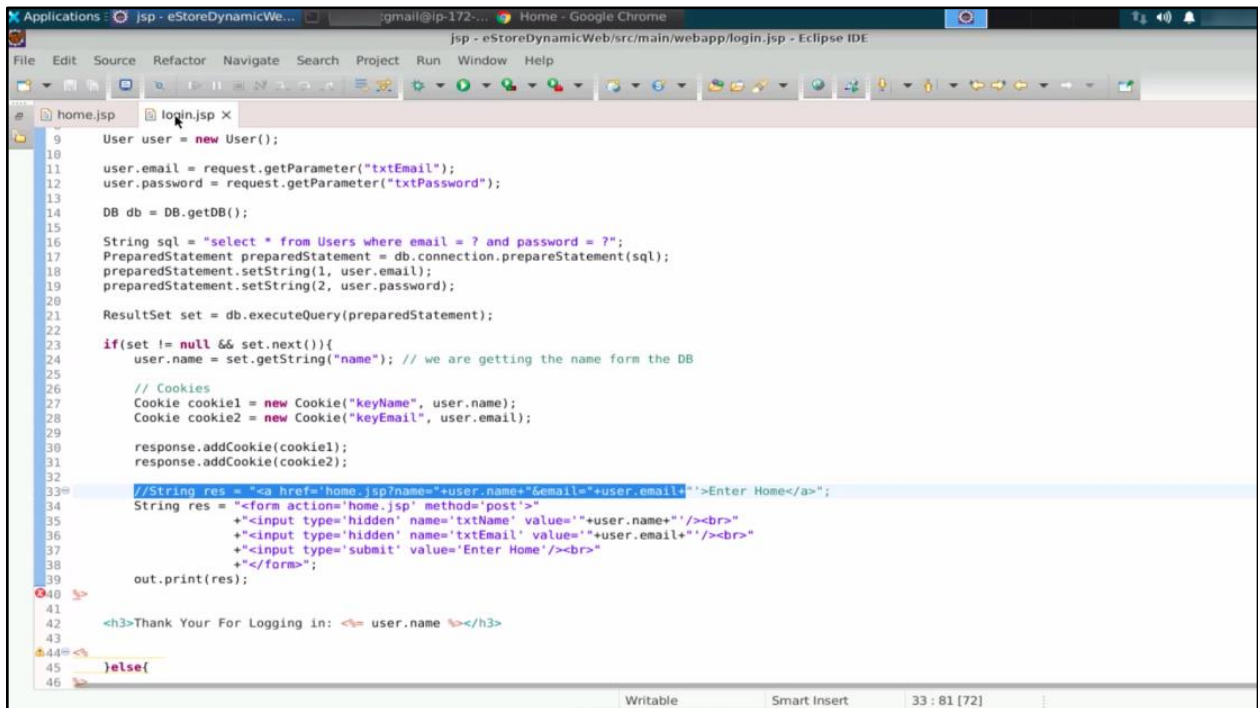 Applications jsp - eStoreDynamicWe... :gmail@ip-172-... Home - Google Chrome
jsp - eStoreDynamicWeb/src/main/webapp/login.jsp - Eclipse IDE
File Edit Source Refactor Navigate Search Project Run Window Help
home.jsp login.jsp
9 User user = new User();
10
11 user.email = request.getParameter("txtEmail");
12 user.password = request.getParameter("txtPassword");
13
14 DB db = DB.getDB();
15
16 String sql = "select * from Users where email = ? and password = ?";
17 PreparedStatement preparedStatement = db.connection.prepareStatement(sql);
18 preparedStatement.setString(1, user.email);
19 preparedStatement.setString(2, user.password);
20
21 ResultSet set = db.executeQuery(preparedStatement);
22
23 if(set != null && set.next()){
24 user.name = set.getString("name"); // we are getting the name form the DB
25
26 // Cookies
27 Cookie cookie1 = new Cookie("keyName", user.name);
28 Cookie cookie2 = new Cookie("keyEmail", user.email);
29
30 response.addCookie(cookie1);
31 response.addCookie(cookie2);
32
33 //String res = "<a href='home.jsp?name="+user.name+"&email="+user.email+"'>Enter Home</a>";
34 String res = "<form action='home.jsp' method='post'>"
35 +"<input type='hidden' name='txtName' value='"+user.name+"'/><br>"
36 +"<input type='hidden' name='txtEmail' value='"+user.email+"'/><br>"
37 +"<input type='submit' value='Enter Home'/><br>"
38 +"</form>";
39 out.print(res);
40 %>
41
42 <h3>Thank Your For Logging in: <%= user.name %></h3>
43
44 <%
45 }else{
46 %>
Writable Smart Insert 33 : 81 [72]